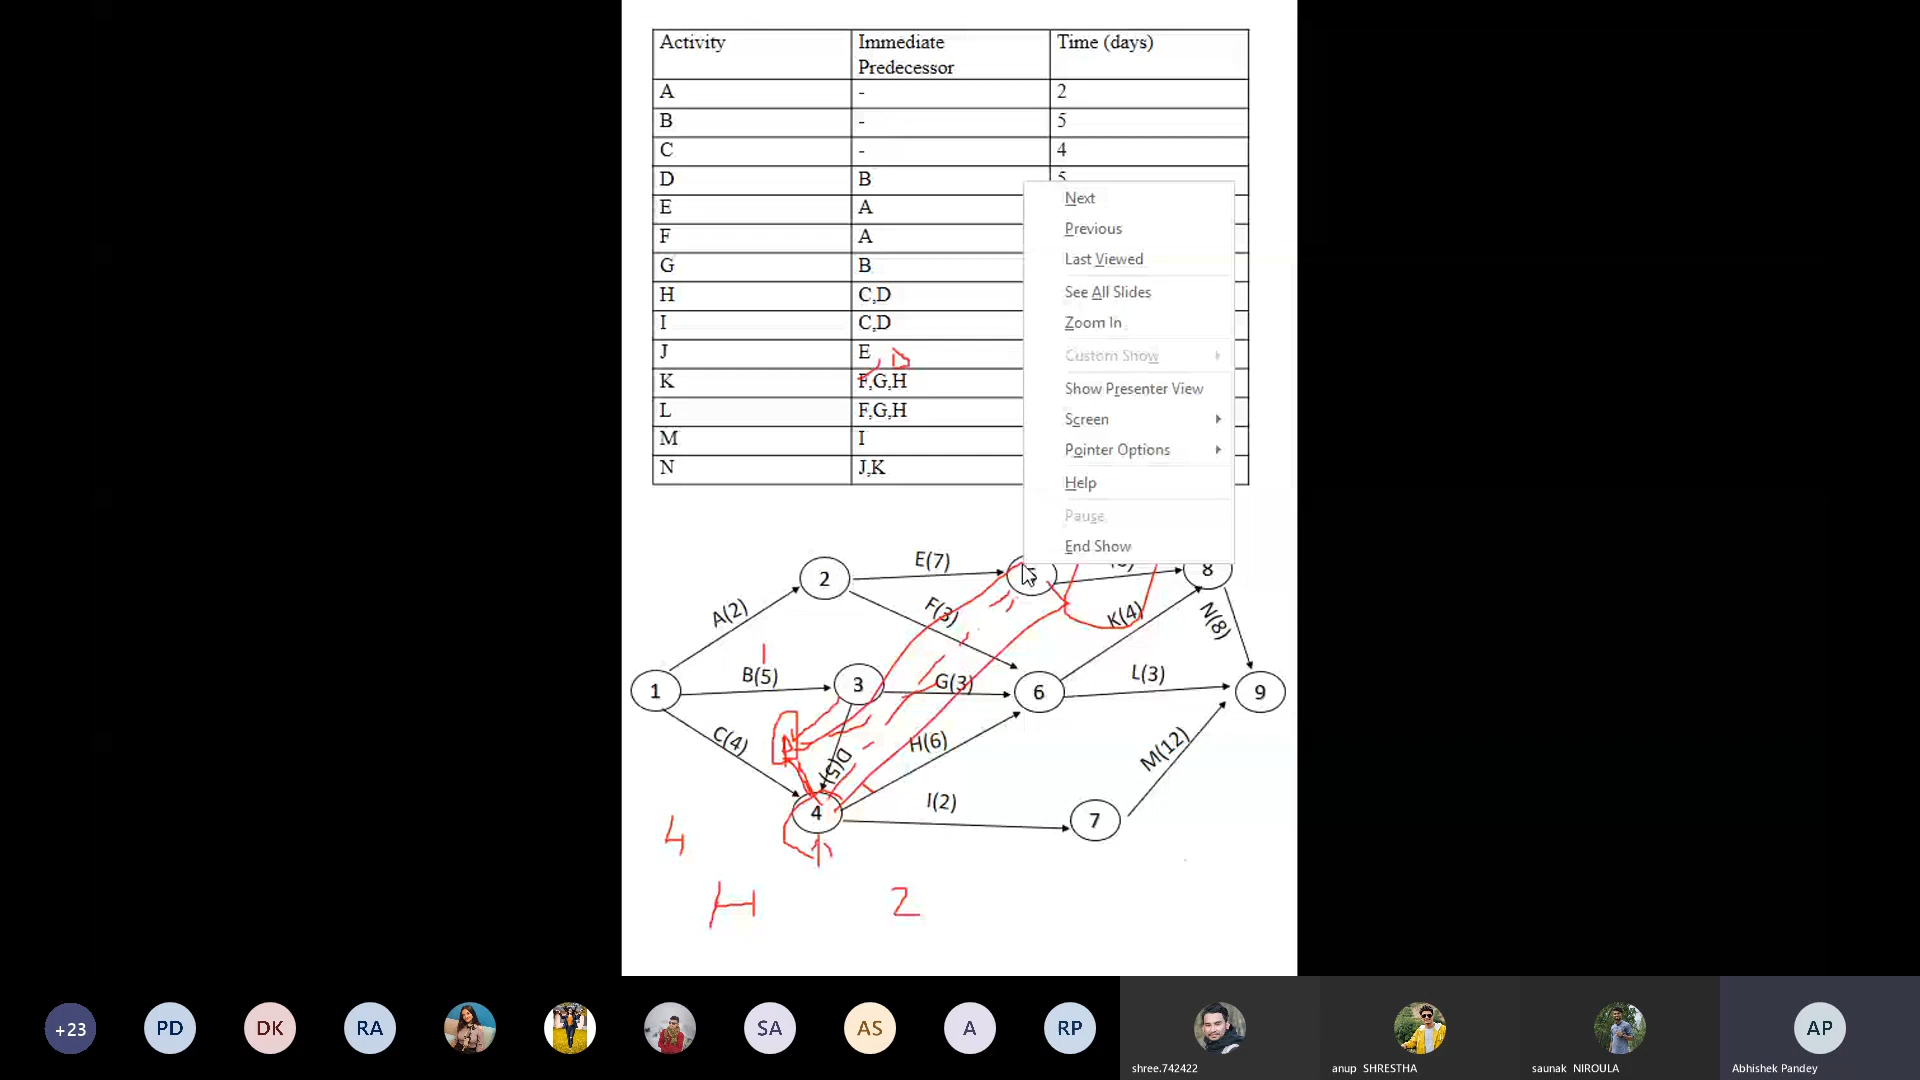 Activity Immediate Predecessor Time (days)
A - 2
B - 5
C - 4
D B 5
E A
F A
G B
H C,D
I C,D
J E , D
K F,G,H
L F,G,H
M I
N J,K
Next
Previous
Last Viewed
See All Slides
Zoom In
Custom Show
Show Presenter View
Screen
Pointer Options
Help
Pause
End Show
E(7)
2 8
F(3) K(4) N(8)
A(2)
B(5) 3 G(3) L(3)
1 6 9
C(4) D(5) H(6) M(12)
4 I(2) 7
4
H 2
+23 PD DK RA SA AS A RP AP
shree.742422 anup SHRESTHA saunak NIROULA Abhishek Pandey